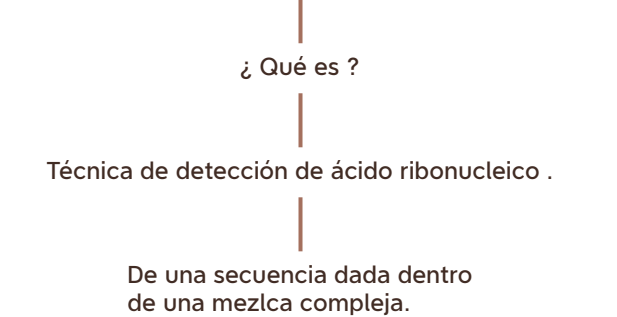 ¿ Qué es ?
Técnica de detección de ácido ribonucleico .
De una secuencia dada dentro
de una mezlca compleja.